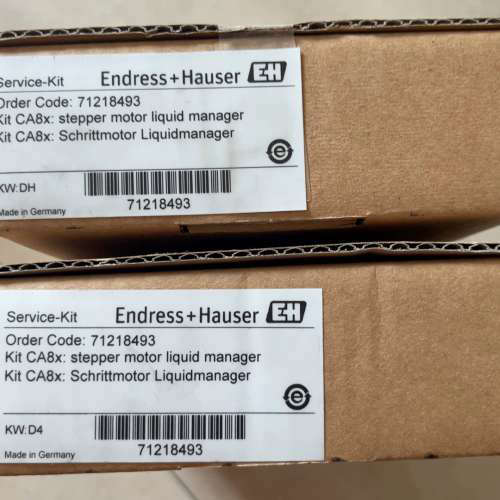 Service-Kit Endress+Hauser EH
Order Code: 71218493
Kit CA8x: stepper motor liquid manager
Kit CA8x: Schrittmotor Liquidmanager
KW:DH
71218493
Made in Germany
Service-Kit Endress+Hauser EH
Order Code: 71218493
Kit CA8x: stepper motor liquid manager
Kit CA8x: Schrittmotor Liquidmanager
KW:D4
71218493
Made in Germany